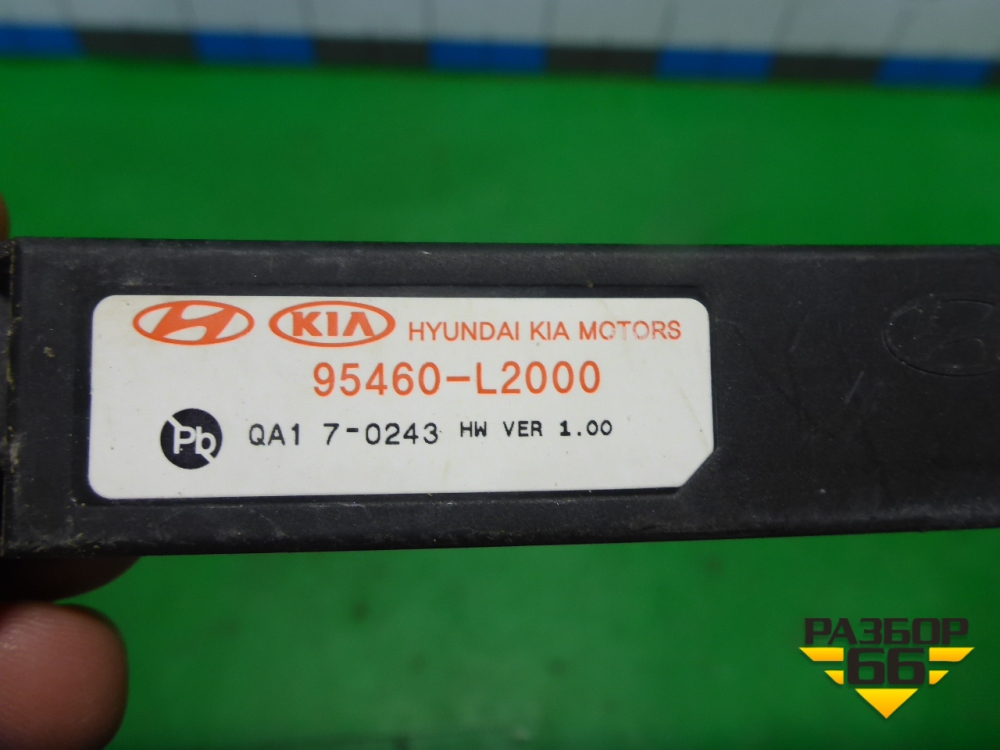 KIA HYUNDAI KIA MOTORS
95460-L2000
Pb QA1 7-0243 HW VER 1.00
РАЗБОР
66